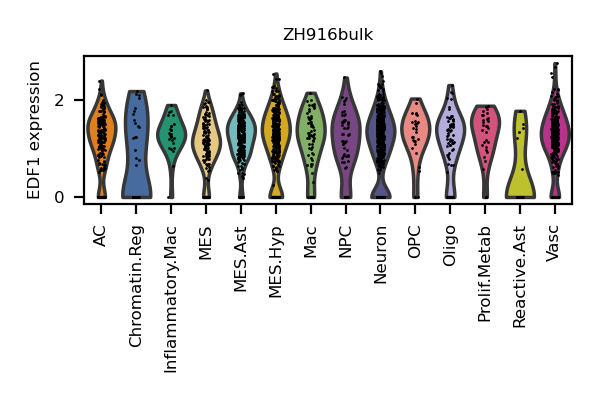 ZH916bulk
EDF1 expression
2
0
AC
Chromatin.Reg
Inflammatory.Mac
MES
MES.Ast
MES.Hyp
Mac
NPC
Neuron
OPC
Oligo
Prolif.Metab
Reactive.Ast
Vasc